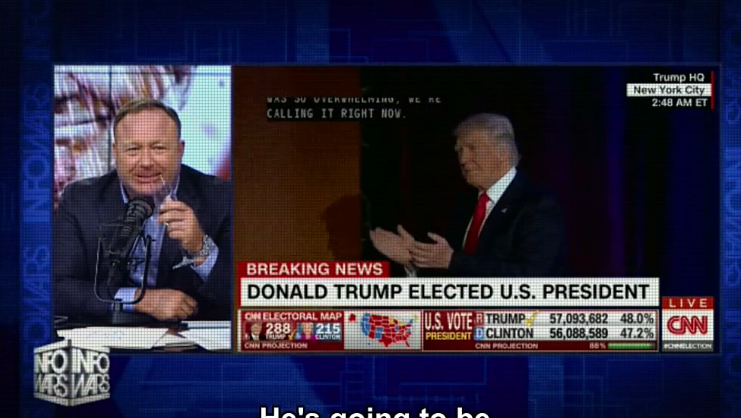 Trump HQ
New York City
2:48 AM ET
WAS SO OVERWHELMING, WE'RE
CALLING IT RIGHT NOW.
BREAKING NEWS
DONALD TRUMP ELECTED U.S. PRESIDENT
LIVE
CNN
#CNNELECTION
CNN ELECTORAL MAP
288 215
TRUMP CLINTON
CNN PROJECTION
U.S. VOTE
PRESIDENT
R TRUMP 57,093,682 48.0%
D CLINTON 56,088,589 47.2%
CNN PROJECTION 88%
INFO INFO
WARS WARS
INFOWARS
He's going to be